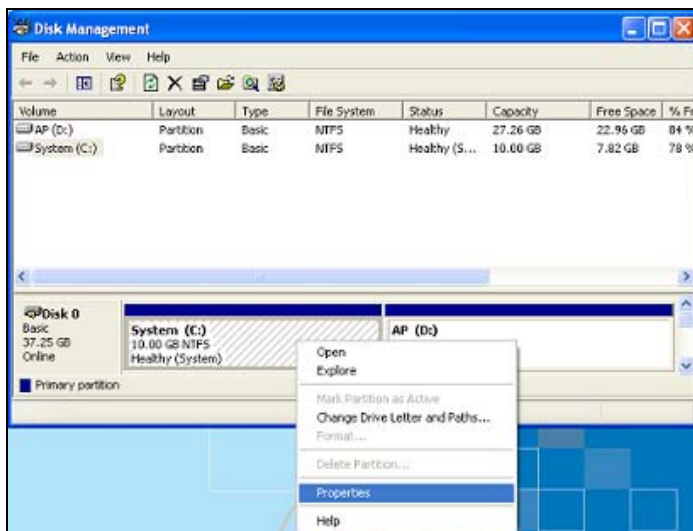 Disk Management
File Action View Help
Volume Layout Type File System Status Capacity Free Space % Fr
AP (D:) Partition Basic NTFS Healthy 27.26 GB 22.96 GB 84 %
System (C:) Partition Basic NTFS Healthy (S... 10.00 GB 7.82 GB 78 %
Disk 0
Basic
37.25 GB
Online
System (C:)
10.00 GB NTFS
Healthy (System)
AP (D:)
Primary partition
Open
Explore
Mark Partition as Active
Change Drive Letter and Paths...
Format...
Delete Partition...
Properties
Help